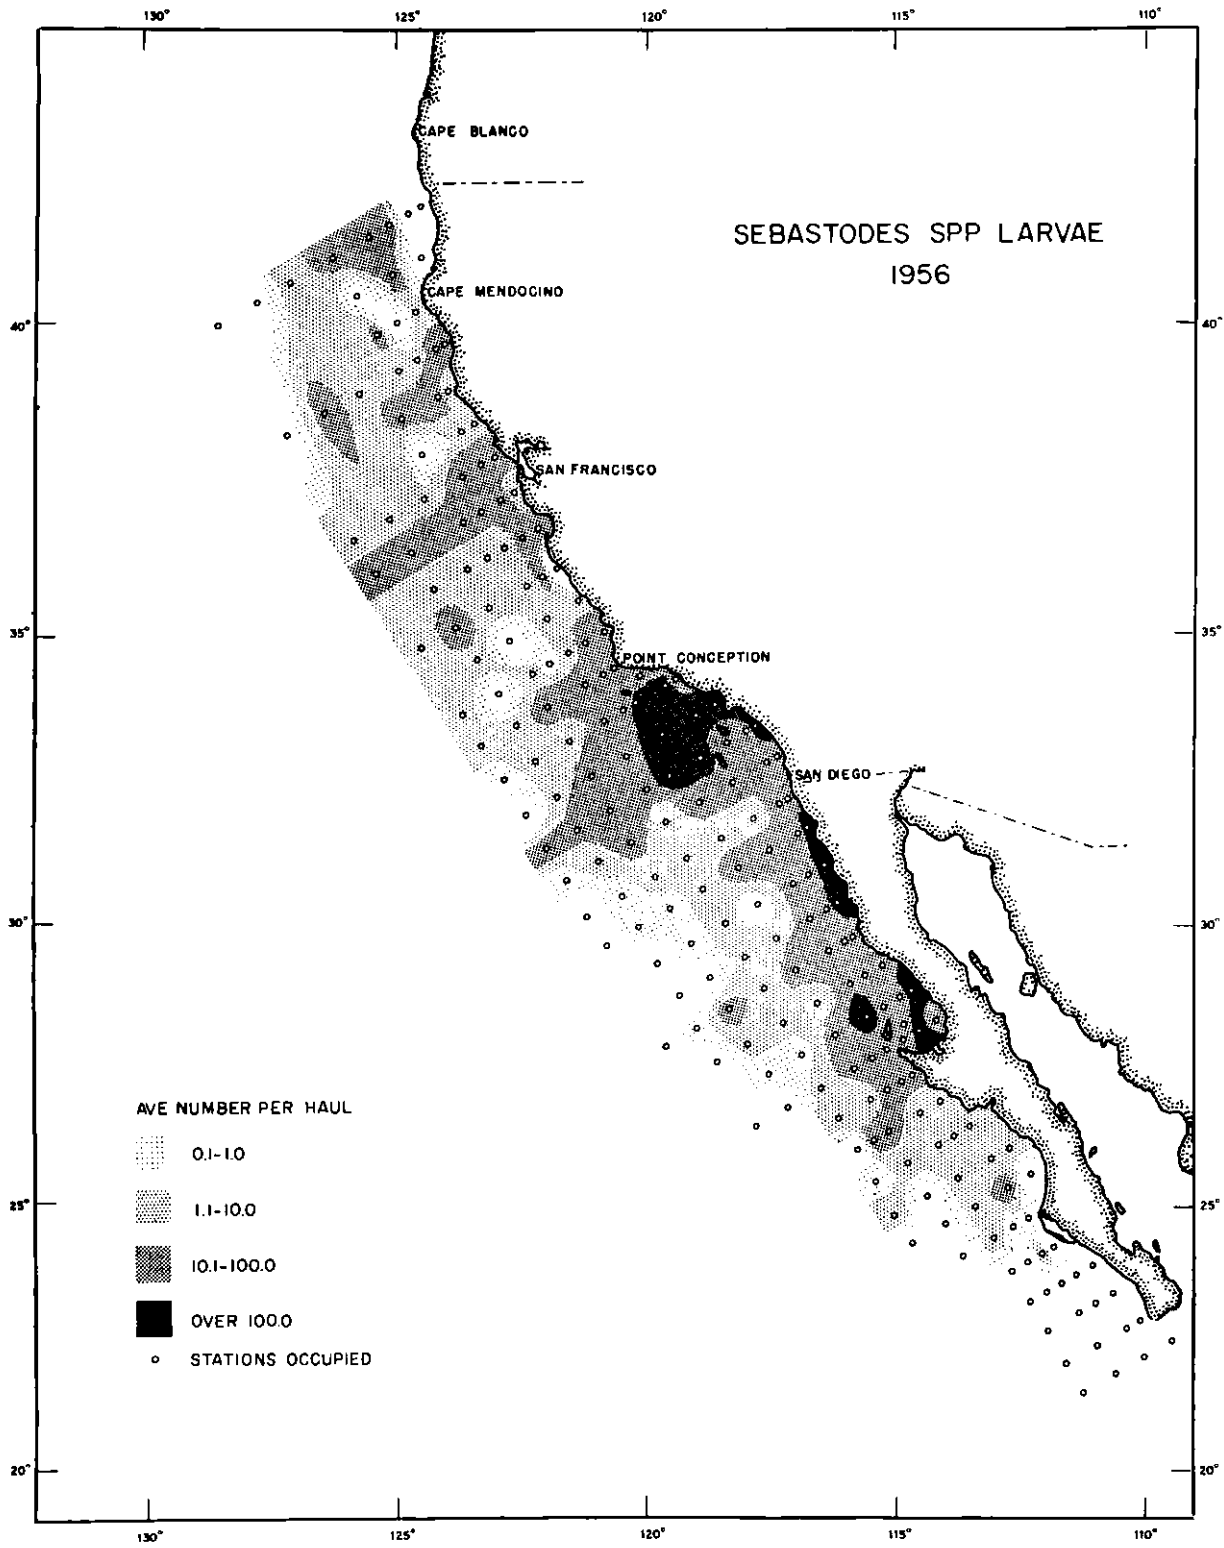 130° 125° 120° 115° 110°
CAPE BLANCO
SEBASTODES SPP LARVAE
1956
CAPE MENDOCINO
40° 40°
SAN FRANCISCO
35° 35°
POINT CONCEPTION
SAN DIEGO
30° 30°
AVE NUMBER PER HAUL
0.1-1.0
1.1-10.0
25° 25°
10.1-100.0
OVER 100.0
STATIONS OCCUPIED
20° 20°
130° 125° 120° 115° 110°